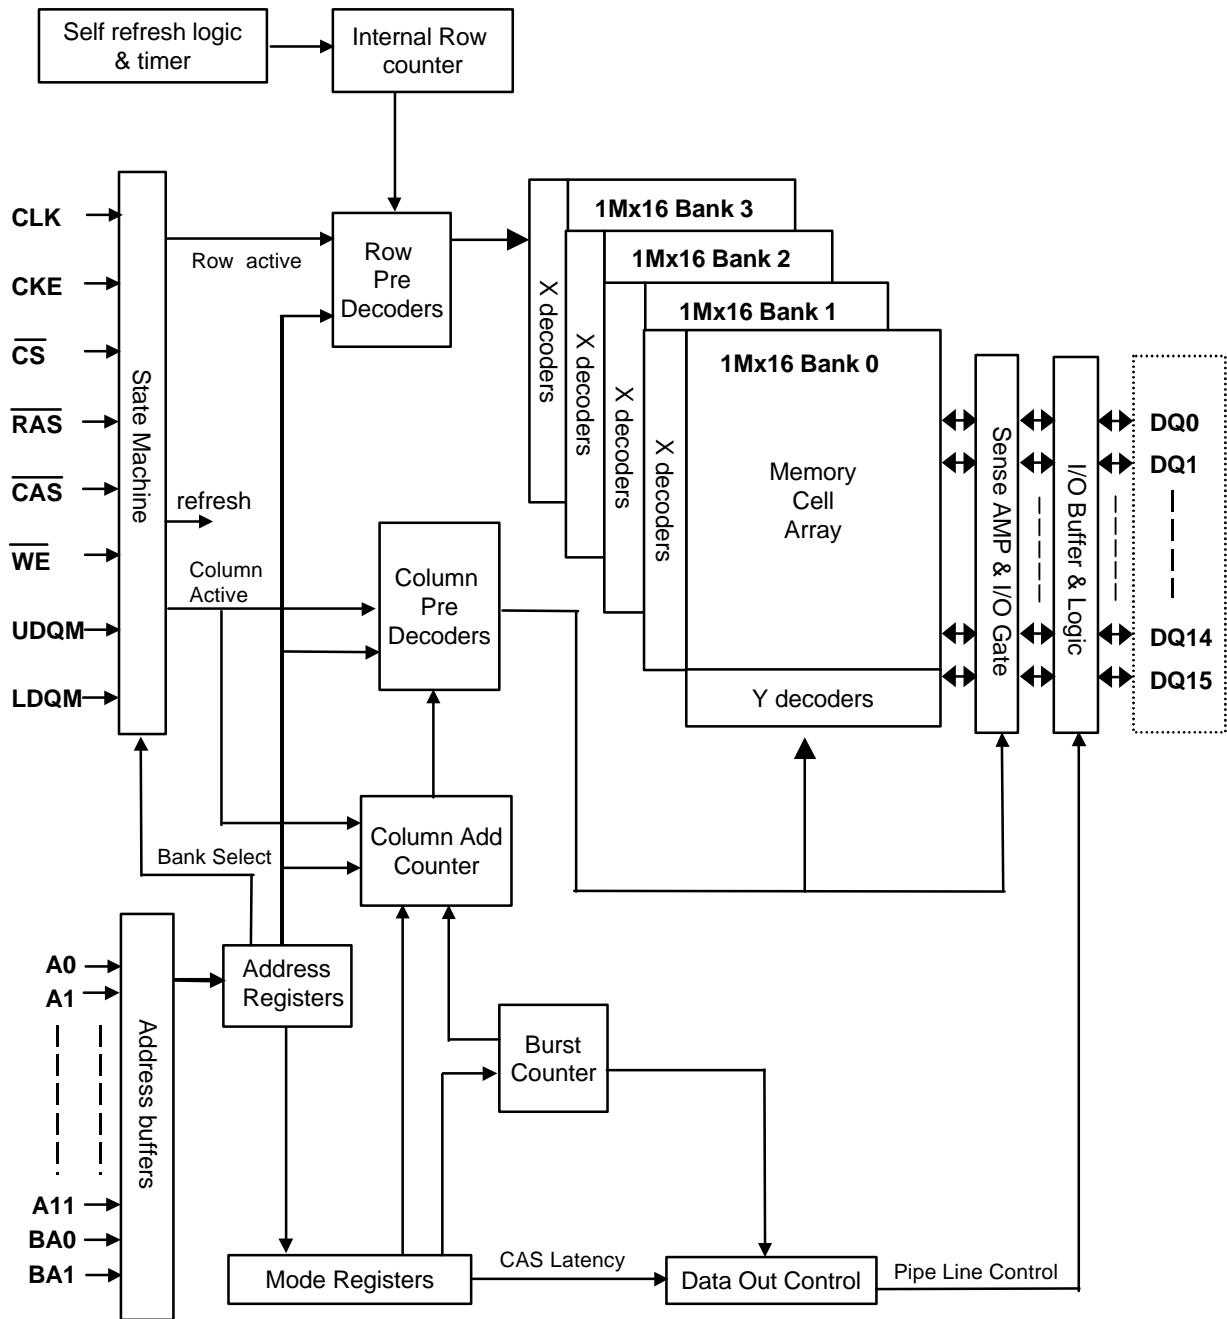 Self refresh logic
& timer
Internal Row
counter
CLK
CKE
CS
RAS
CAS
WE
UDQM
LDQM
State Machine
Row active
refresh
Column
Active
Bank Select
Row
Pre
Decoders
Column
Pre
Decoders
Column Add
Counter
X decoders
X decoders
X decoders
X decoders
1Mx16 Bank 3
1Mx16 Bank 2
1Mx16 Bank 1
1Mx16 Bank 0
Memory
Cell
Array
Y decoders
Sense AMP & I/O Gate
I/O Buffer & Logic
DQ0
DQ1
DQ14
DQ15
A0
A1
A11
BA0
BA1
Address buffers
Address
Registers
Burst
Counter
Mode Registers
CAS Latency
Data Out Control
Pipe Line Control